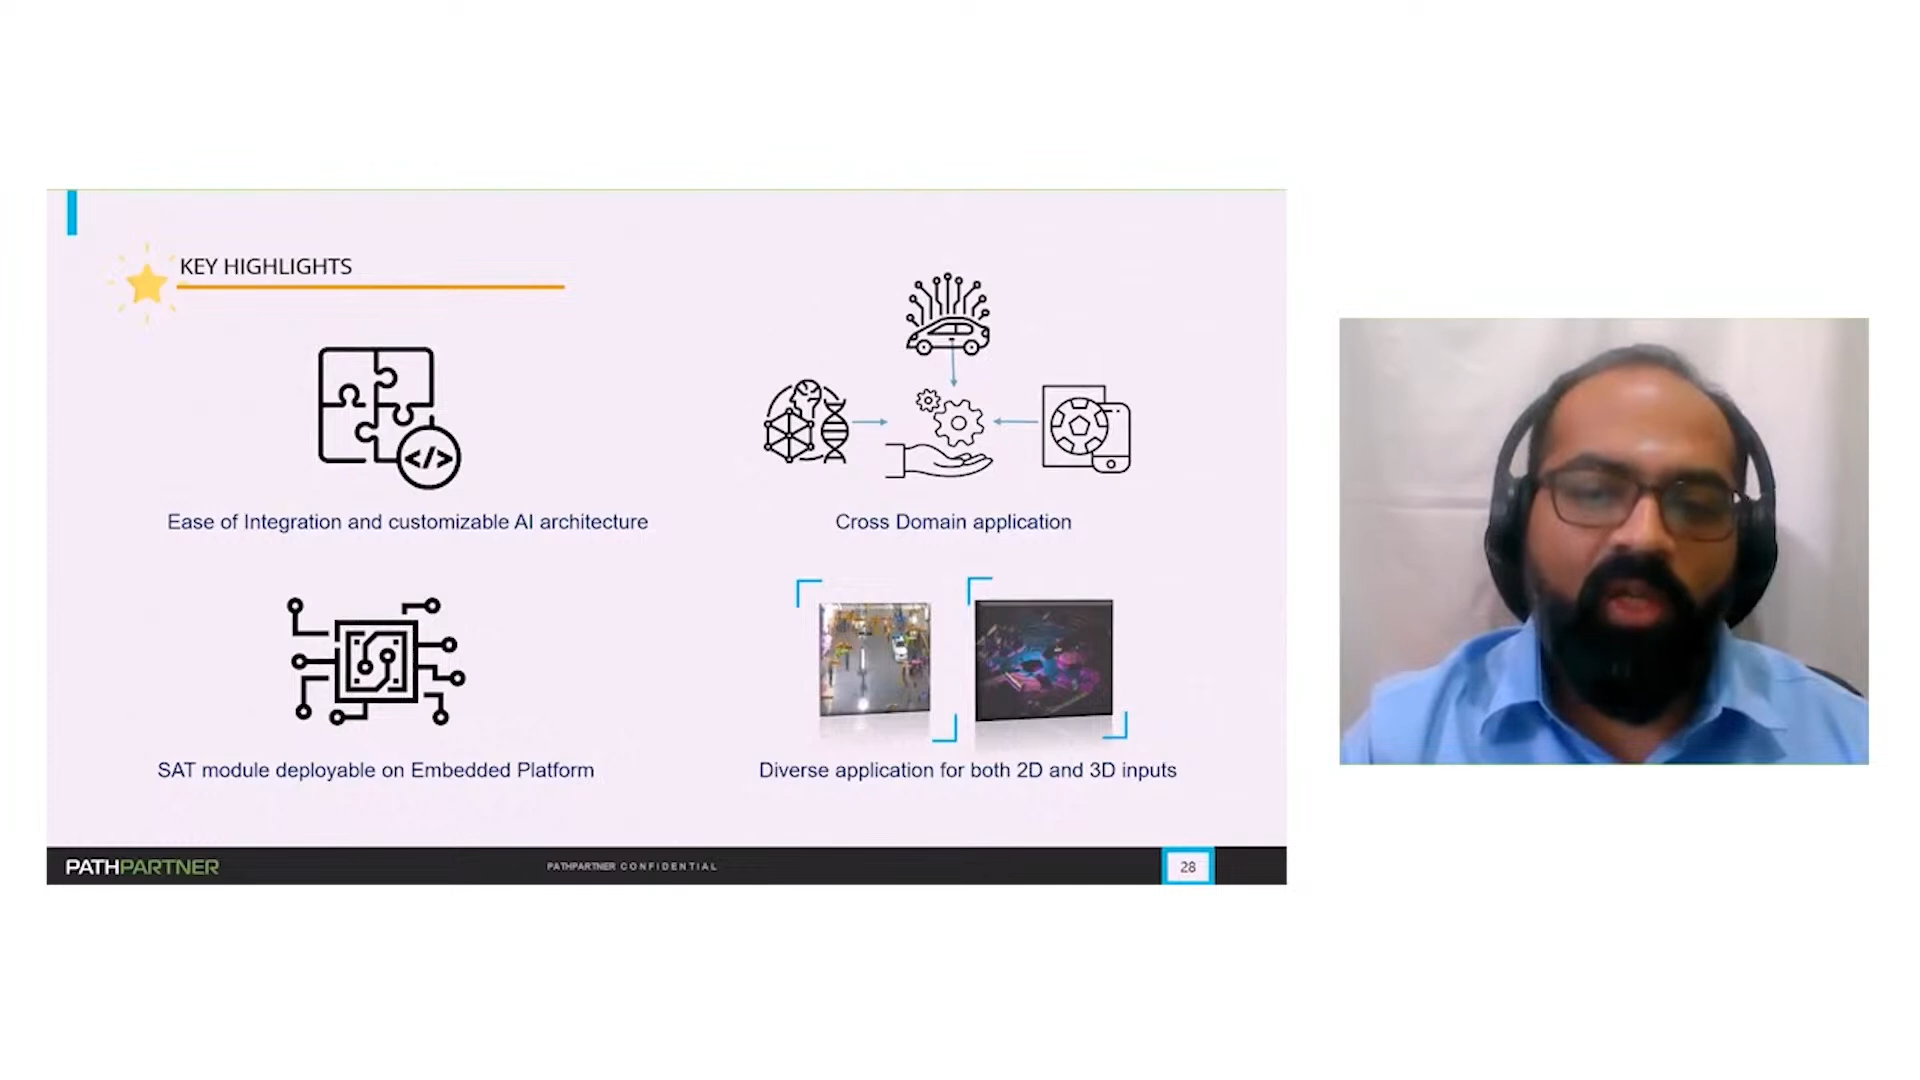 KEY HIGHLIGHTS
</>
Ease of Integration and customizable AI architecture
Cross Domain application
SAT module deployable on Embedded Platform
Diverse application for both 2D and 3D inputs
PATHPARTNER
PATHPARTNER CONFIDENTIAL
28